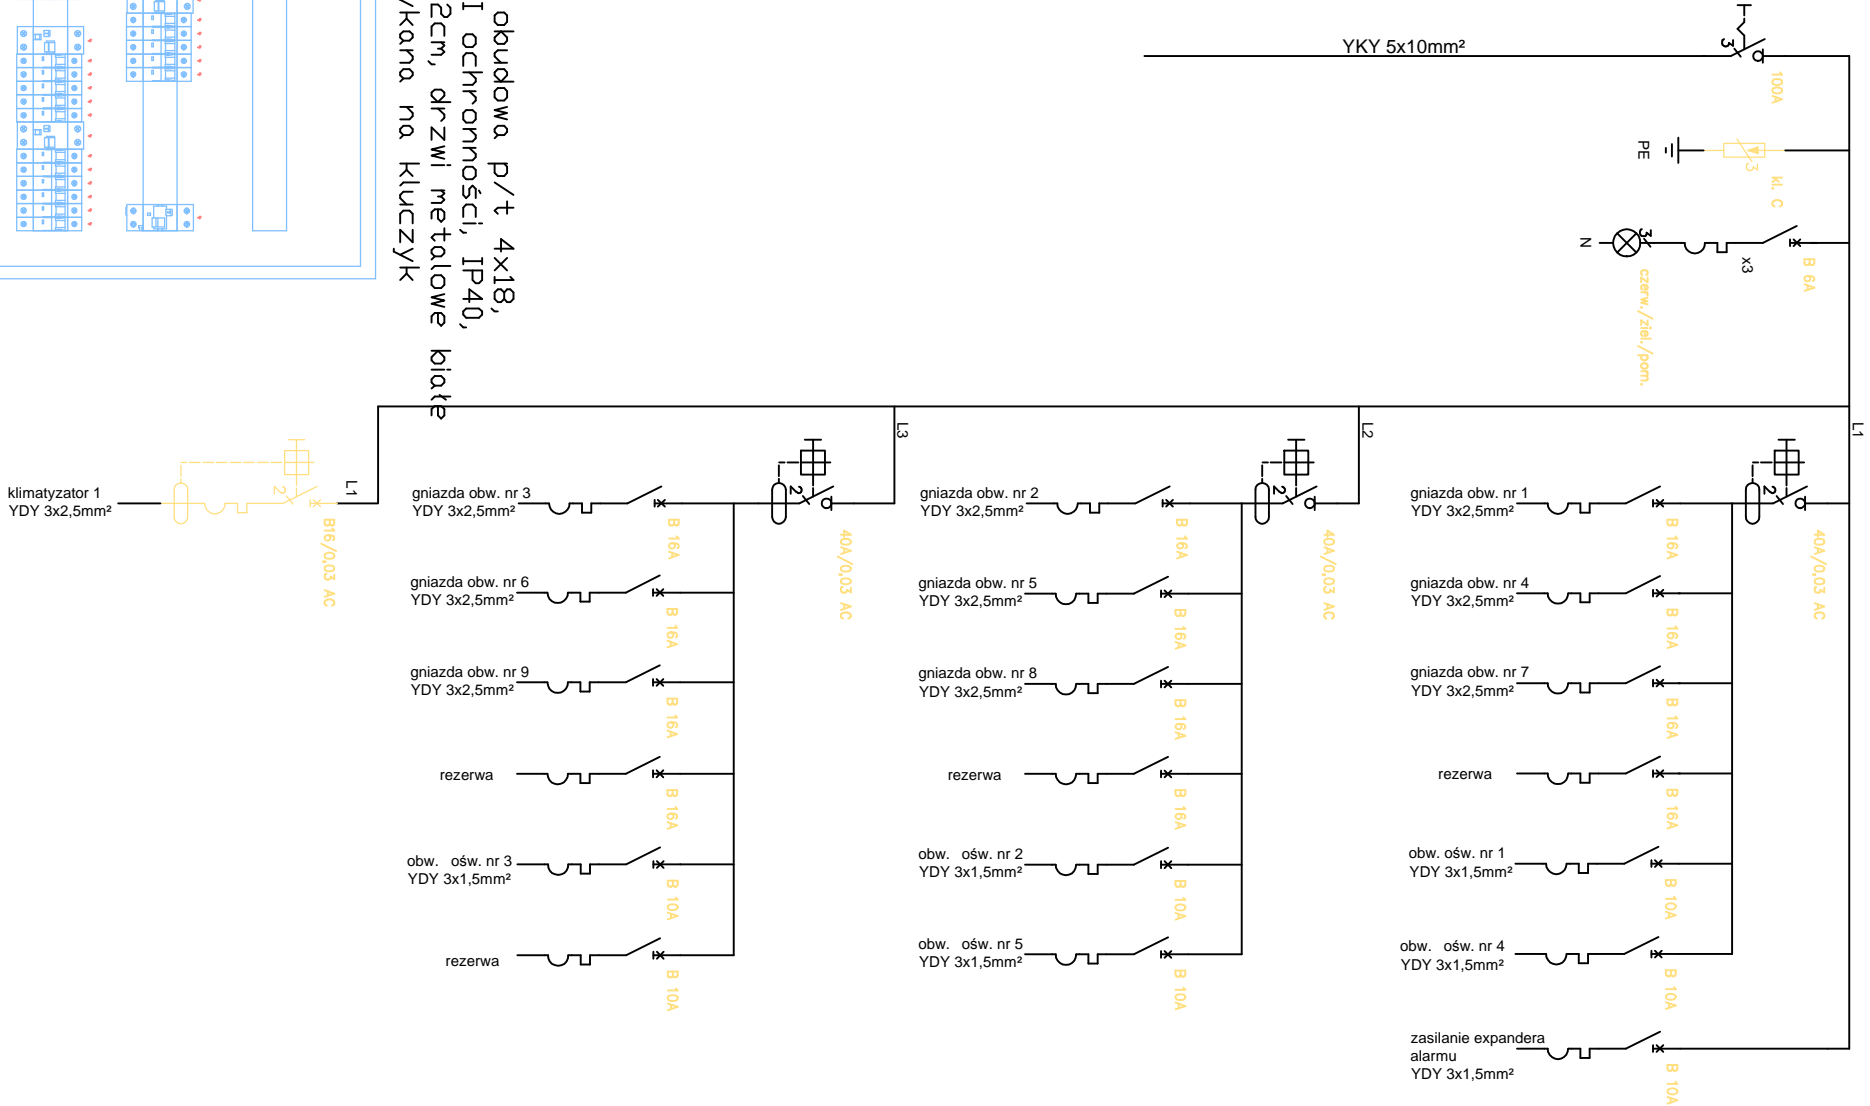 YKY 5x10mm²
3
100A
PE
3
kl. C
N
3
x3
B 6A
czerw./ziel./pom.
obudowa p/t 4x18,
I ochronności, IP40,
2cm, drzwi metalowe białe
ykana na kluczyk
L1
L2
L3
L1
2
40A/0,03 AC
gniazda obw. nr 1
YDY 3x2,5mm²
B 16A
gniazda obw. nr 4
YDY 3x2,5mm²
B 16A
gniazda obw. nr 7
YDY 3x2,5mm²
B 16A
rezerwa
B 16A
obw. ośw. nr 1
YDY 3x1,5mm²
B 10A
obw. ośw. nr 4
YDY 3x1,5mm²
B 10A
zasilanie expandera
alarmu
YDY 3x1,5mm²
B 10A
2
40A/0,03 AC
gniazda obw. nr 2
YDY 3x2,5mm²
B 16A
gniazda obw. nr 5
YDY 3x2,5mm²
B 16A
gniazda obw. nr 8
YDY 3x2,5mm²
B 16A
rezerwa
B 16A
obw. ośw. nr 2
YDY 3x1,5mm²
B 10A
obw. ośw. nr 5
YDY 3x1,5mm²
B 10A
2
40A/0,03 AC
gniazda obw. nr 3
YDY 3x2,5mm²
B 16A
gniazda obw. nr 6
YDY 3x2,5mm²
B 16A
gniazda obw. nr 9
YDY 3x2,5mm²
B 16A
rezerwa
B 16A
obw. ośw. nr 3
YDY 3x1,5mm²
B 10A
rezerwa
B 10A
2
B16/0,03 AC
klimatyzator 1
YDY 3x2,5mm²